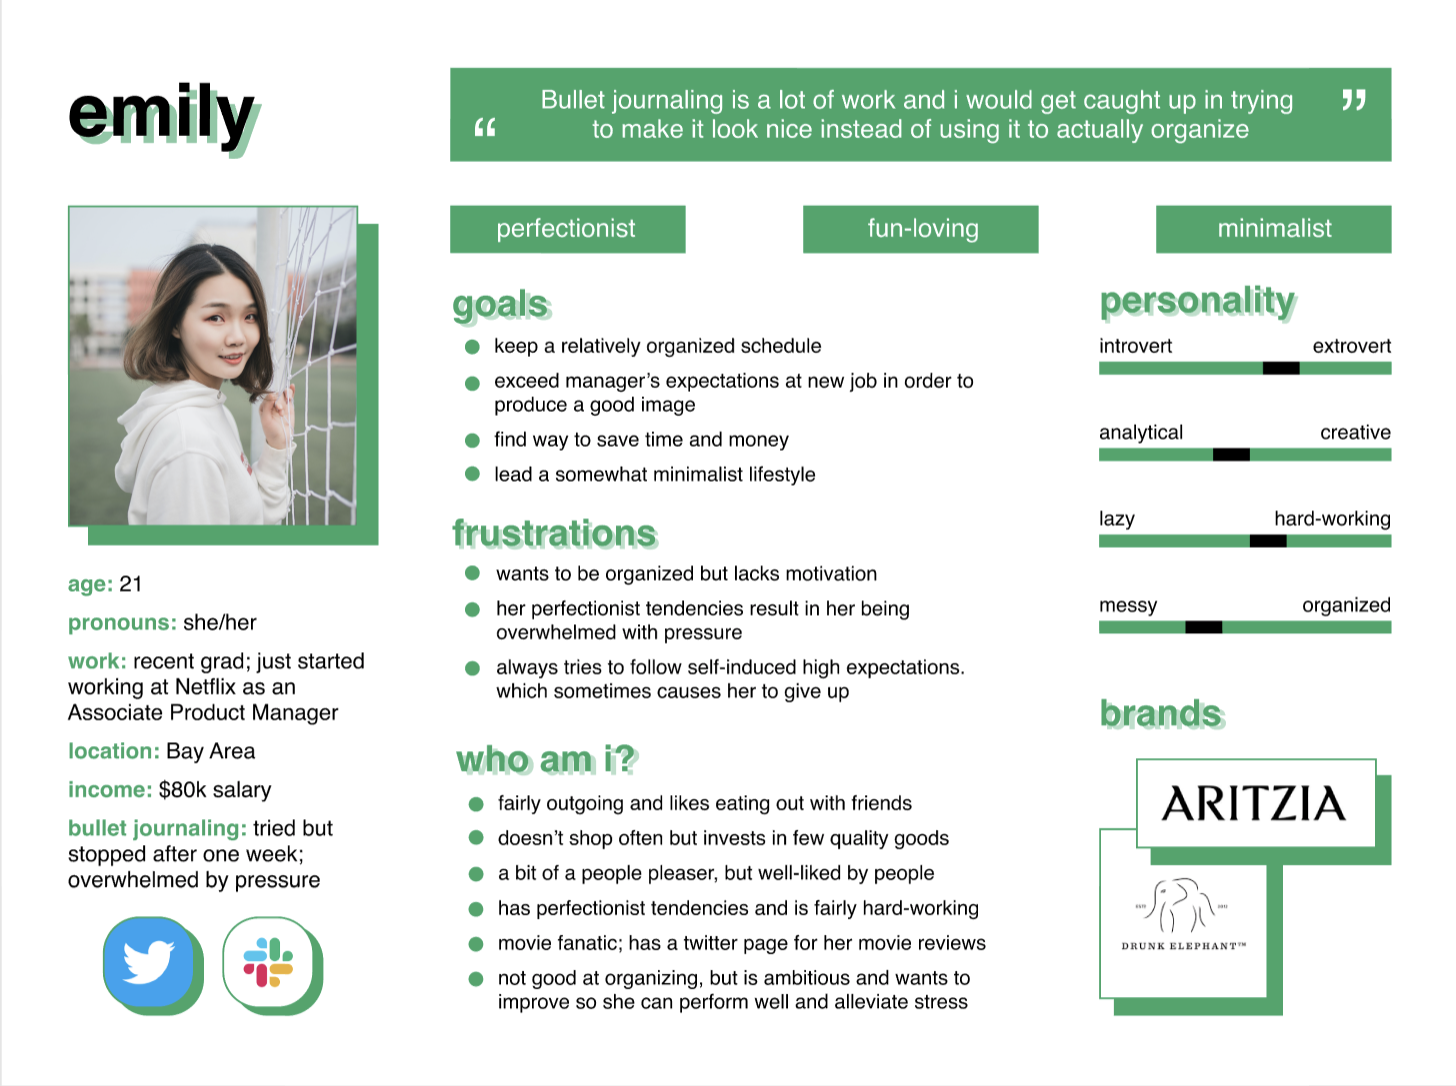 emily
“ Bullet journaling is a lot of work and i would get caught up in trying ”
to make it look nice instead of using it to actually organize
perfectionist
fun-loving
minimalist
age: 21
pronouns: she/her
work: recent grad; just started
working at Netflix as an
Associate Product Manager
location: Bay Area
income: $80k salary
bullet journaling: tried but
stopped after one week;
overwhelmed by pressure
goals
keep a relatively organized schedule
exceed manager’s expectations at new job in order to
produce a good image
find way to save time and money
lead a somewhat minimalist lifestyle
frustrations
wants to be organized but lacks motivation
her perfectionist tendencies result in her being
overwhelmed with pressure
always tries to follow self-induced high expectations.
which sometimes causes her to give up
who am i?
fairly outgoing and likes eating out with friends
doesn’t shop often but invests in few quality goods
a bit of a people pleaser, but well-liked by people
has perfectionist tendencies and is fairly hard-working
movie fanatic; has a twitter page for her movie reviews
not good at organizing, but is ambitious and wants to
improve so she can perform well and alleviate stress
personality
introvert extrovert
analytical creative
lazy hard-working
messy organized
brands
ARITZIA
DRUNK ELEPHANT™